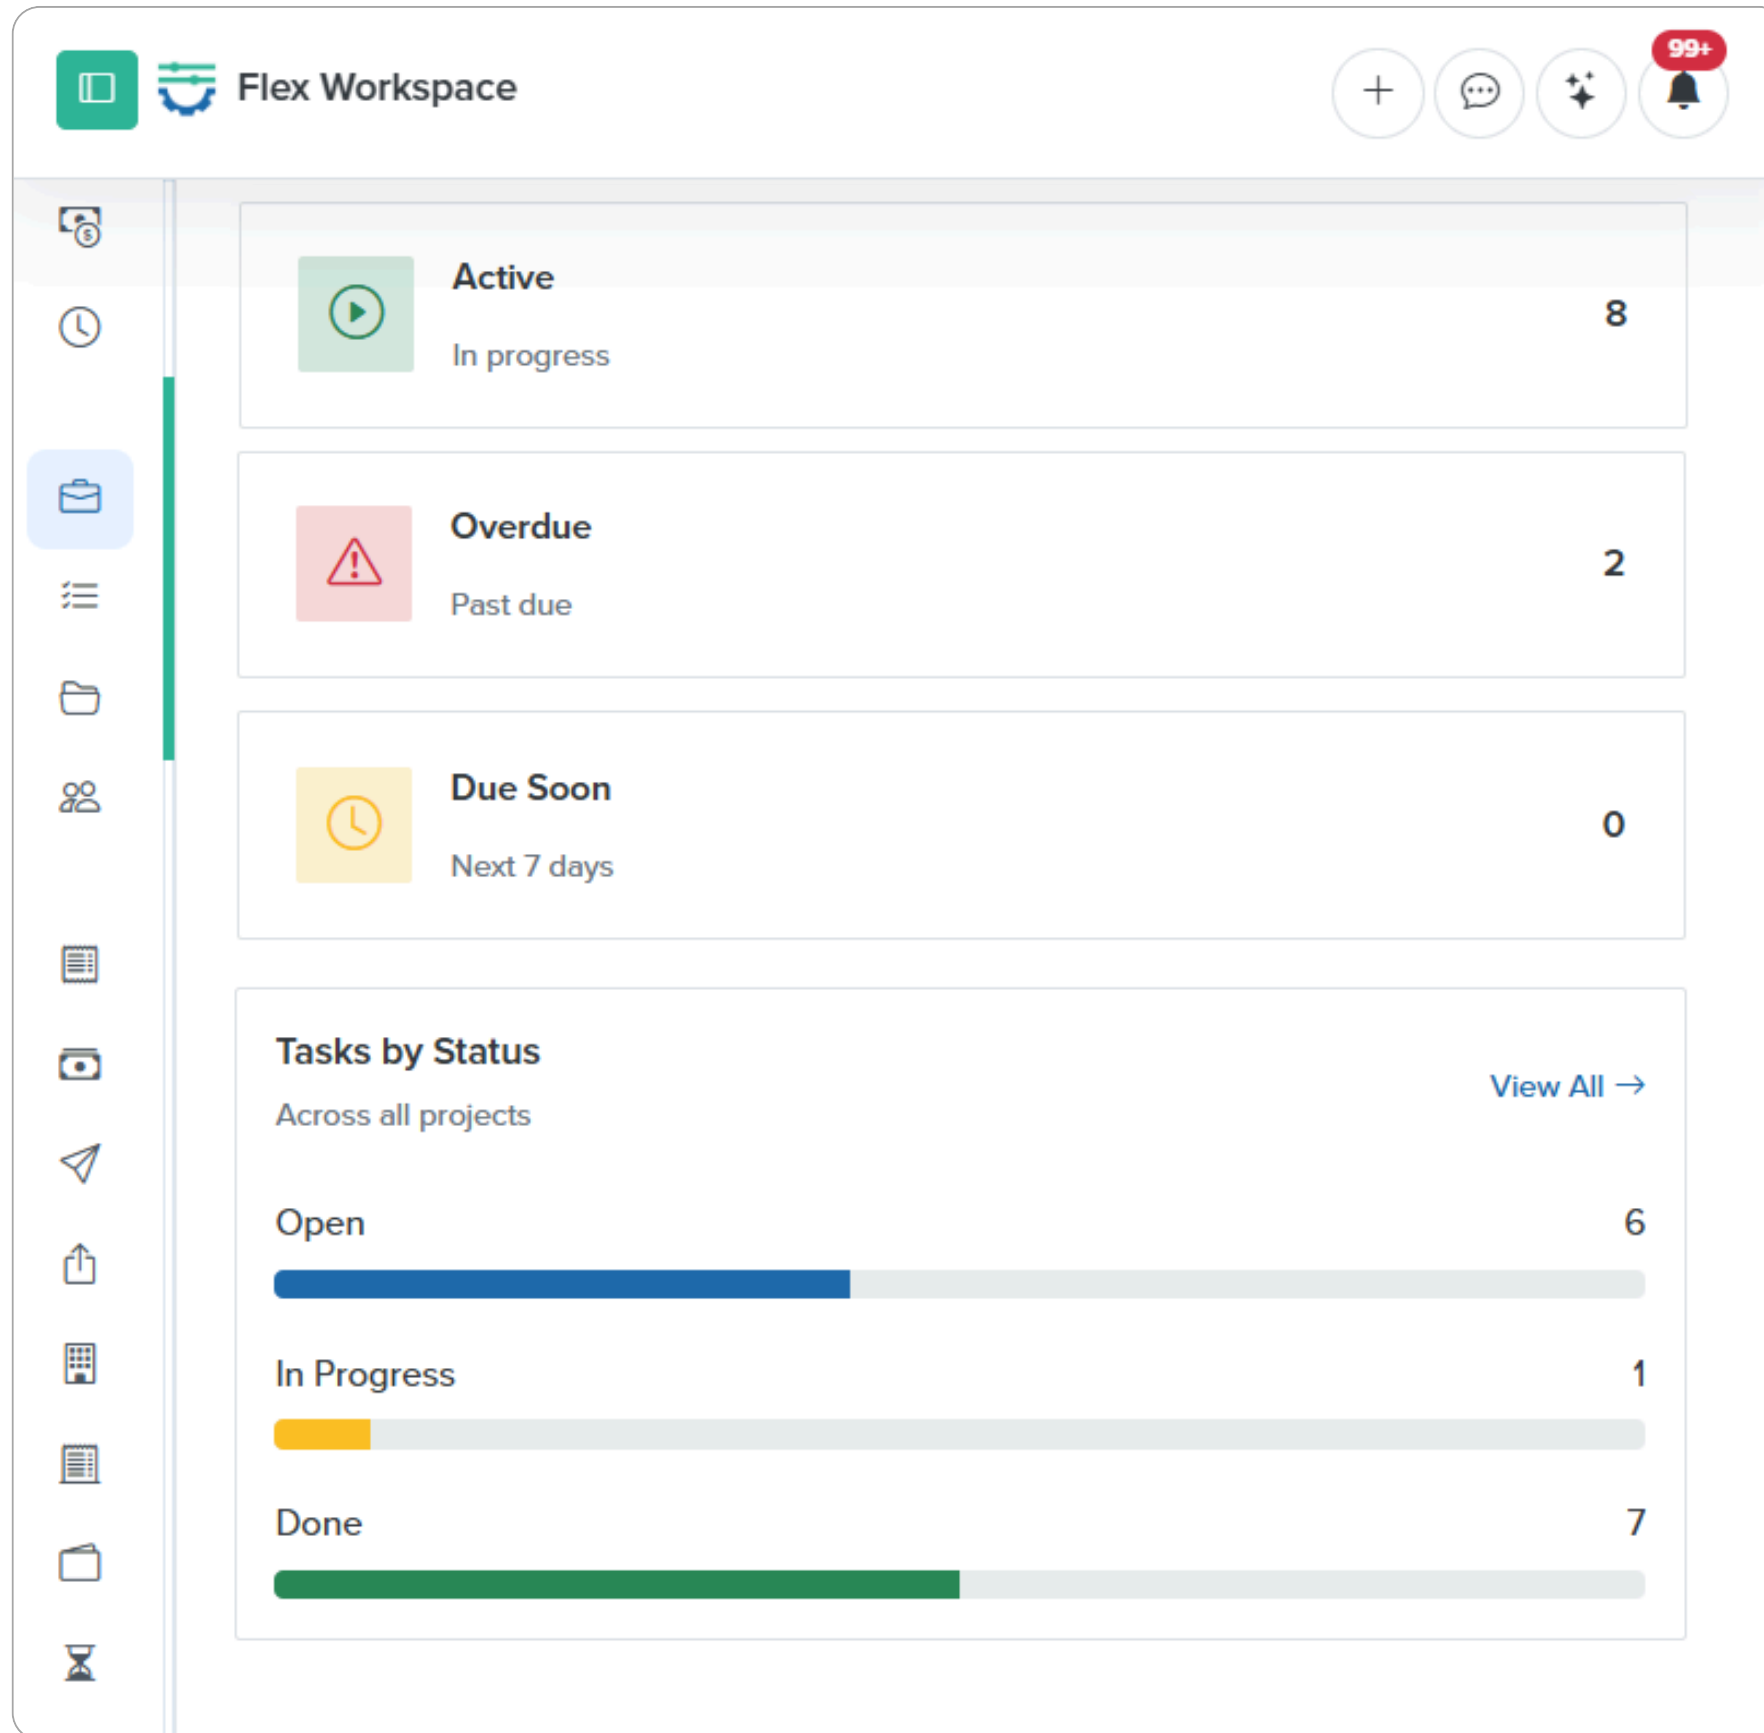 Flex Workspace
99+
Active
In progress
8
Overdue
Past due
2
Due Soon
Next 7 days
0
Tasks by Status
Across all projects
View All →
Open 6
In Progress 1
Done 7